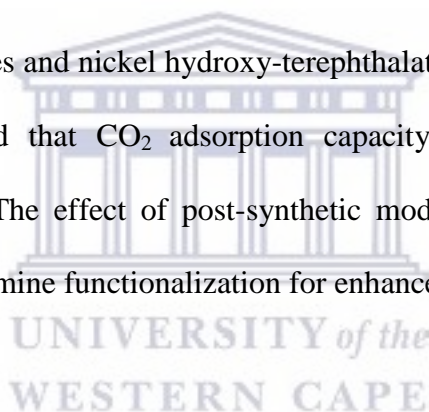 es and nickel hydroxy-terephthalat
d that CO₂ adsorption capacity
The effect of post-synthetic mod
mine functionalization for enhance
UNIVERSITY of the
WESTERN CAPE